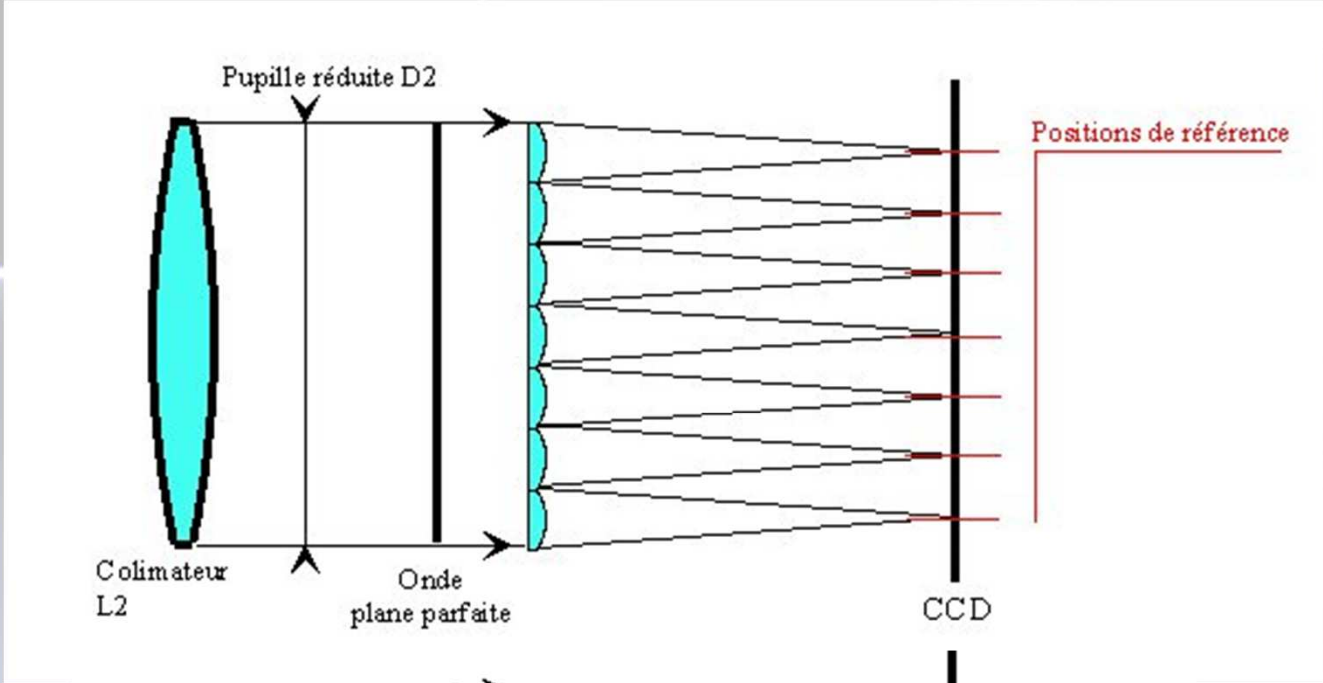 Pupille réduite D2
Positions de référence
Colimateur
L2
Onde
plane parfaite
CCD